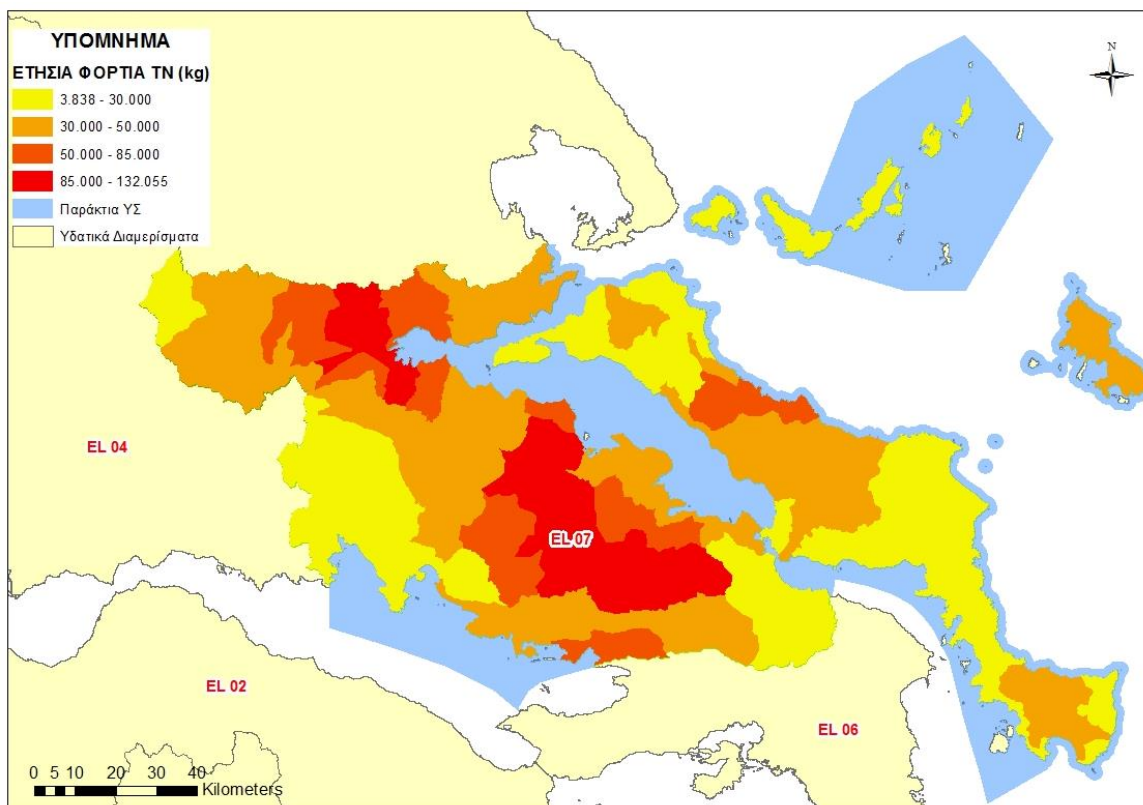 ΥΠΟΜΝΗΜΑ
ΕΤΗΣΙΑ ΦΟΡΤΙΑ TN (kg)
3.838 - 30.000
30.000 - 50.000
50.000 - 85.000
85.000 - 132.055
Παράκτια ΥΣ
Υδατικά Διαμερίσματα
N
EL 04
EL 07
EL 02
EL 06
0 5 10 20 30 40
Kilometers